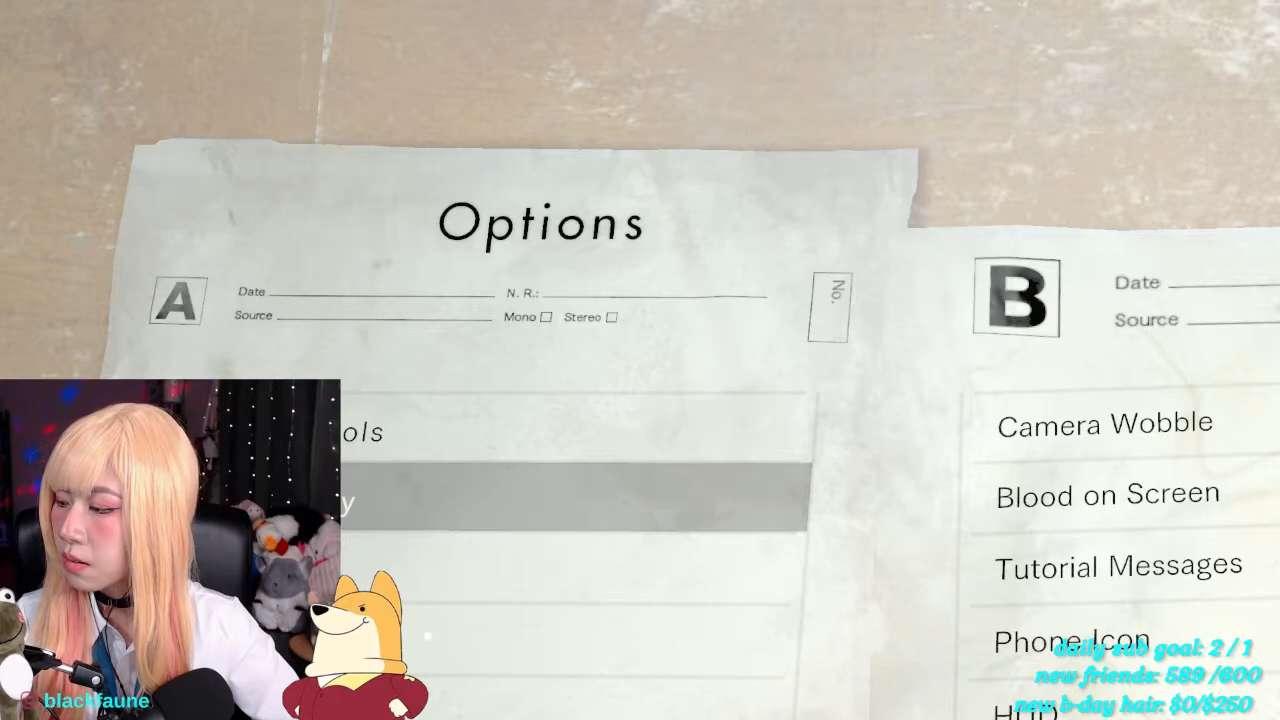 Options
A
Date
N. R.:
Source
Mono
Stereo
No.
ols
y
B
Date
Source
Camera Wobble
Blood on Screen
Tutorial Messages
Phone Icon
HUD
daily sub goal: 2 / 1
new friends: 589 /600
new b-day hair: $0/$250
blackfaune